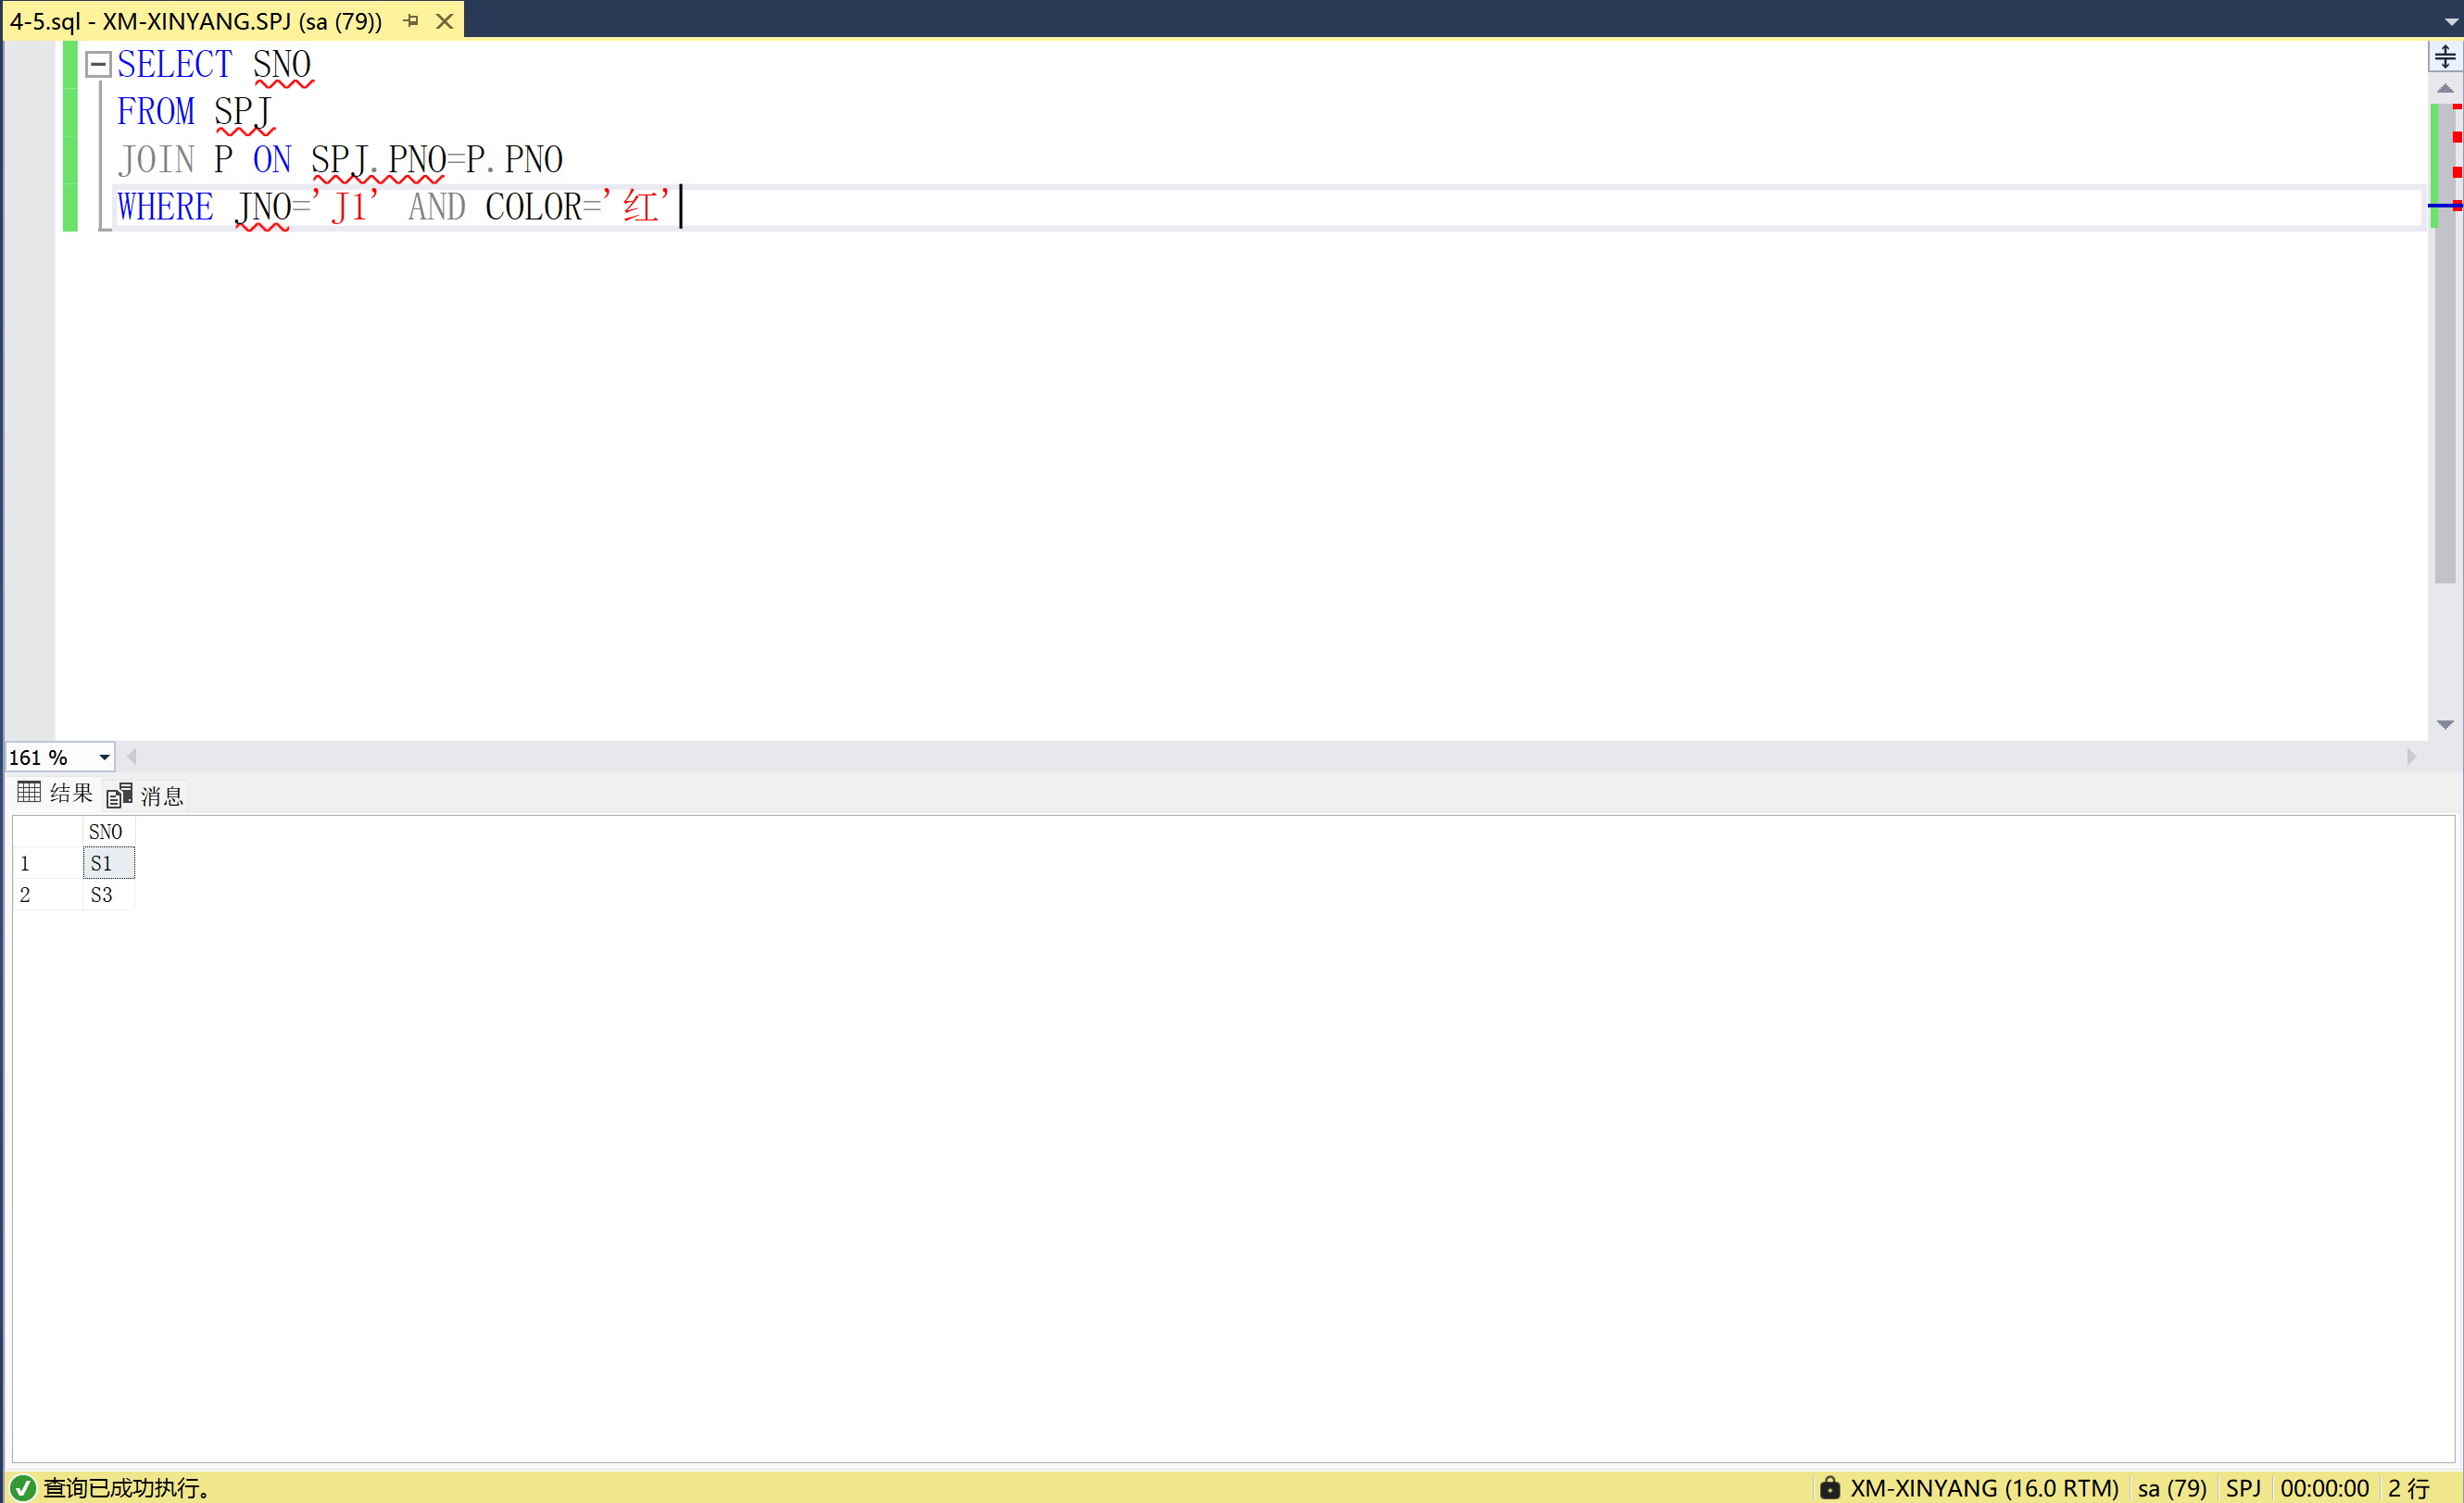 4-5.sql - XM-XINYANG.SPJ (sa (79))
SELECT SNO
FROM SPJ
JOIN P ON SPJ.PNO=P.PNO
WHERE JNO='J1' AND COLOR='红'
161 %
结果 消息
SNO
1 S1
2 S3
查询已成功执行。 XM-XINYANG (16.0 RTM) sa (79) SPJ 00:00:00 2 行